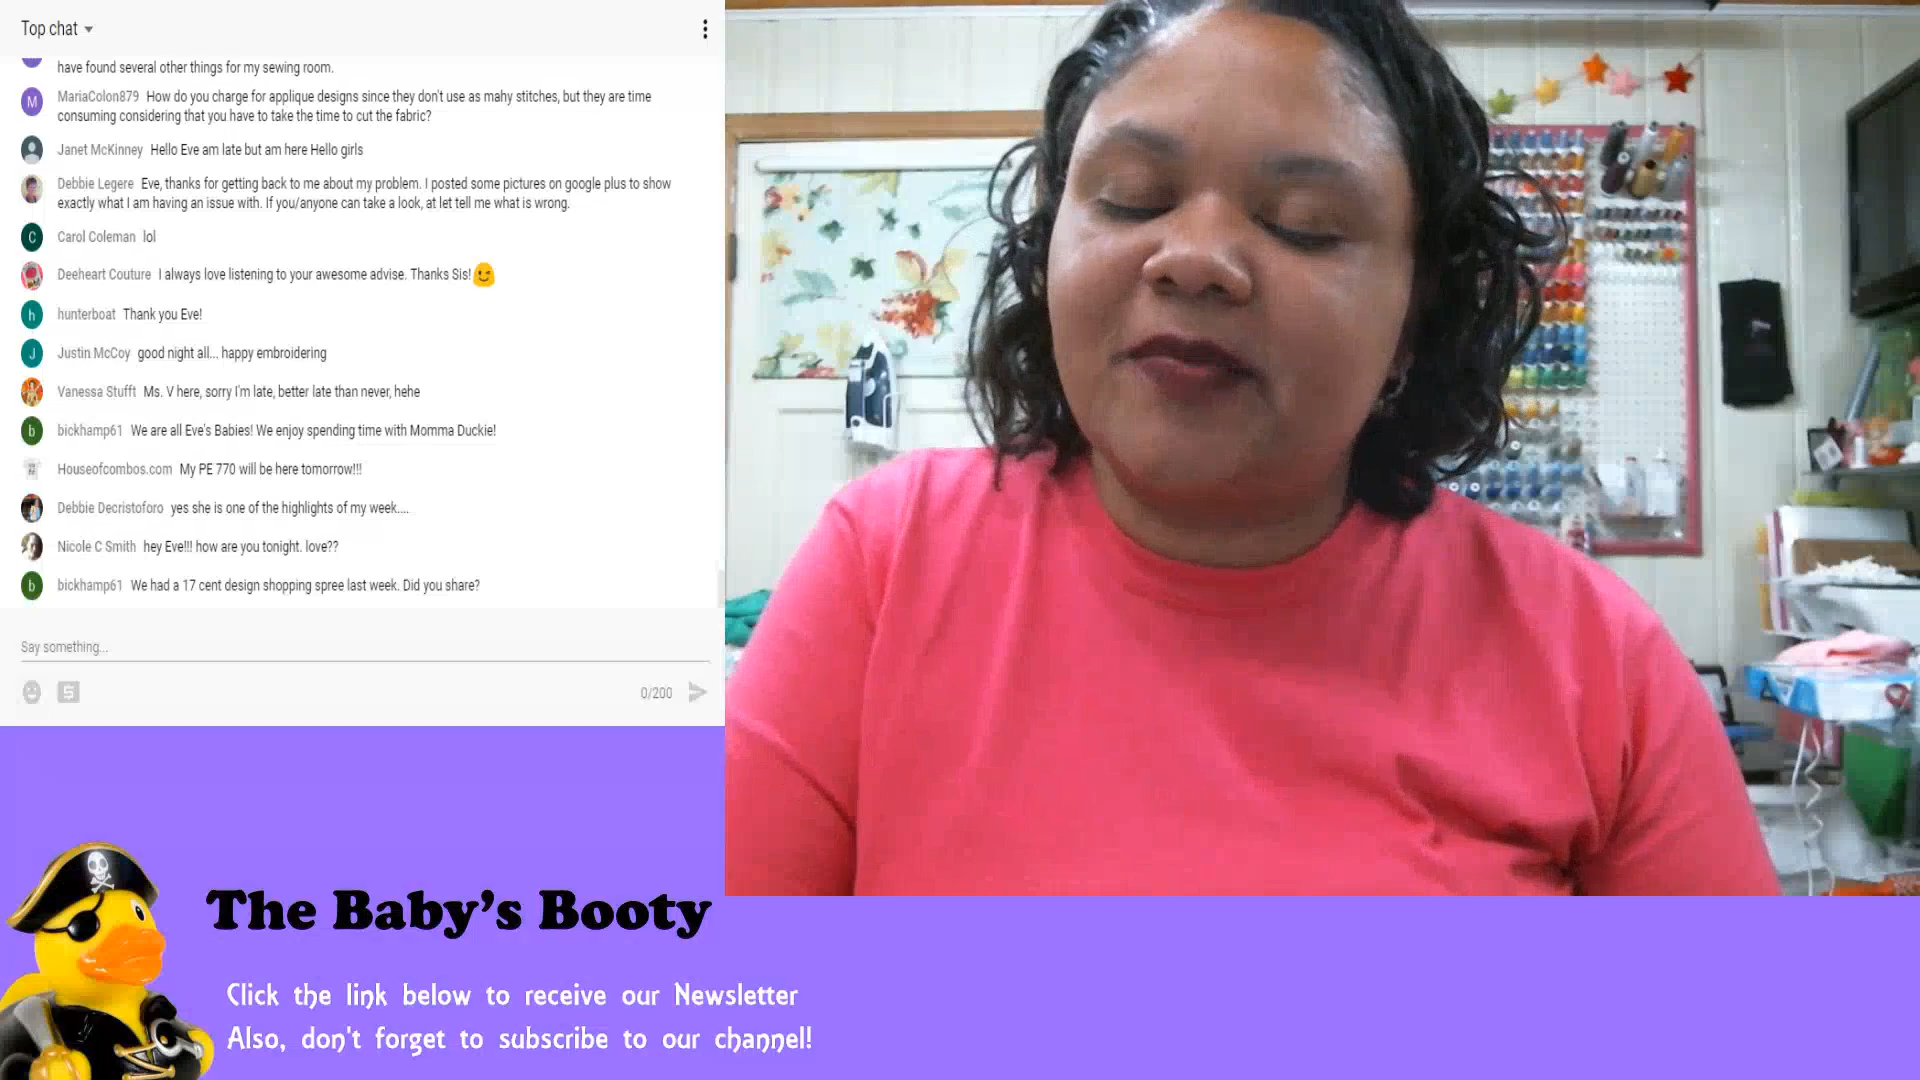 Top chat
have found several other things for my sewing room.
MariaColon879 How do you charge for applique designs since they don't use as mahy stitches, but they are time
consuming considering that you have to take the time to cut the fabric?
Janet McKinney Hello Eve am late but am here Hello girls
Debbie Legere Eve, thanks for getting back to me about my problem. I posted some pictures on google plus to show
exactly what I am having an issue with. If you/anyone can take a look, at let tell me what is wrong.
Carol Coleman lol
Deeheart Couture I always love listening to your awesome advise. Thanks Sis!
hunterboat Thank you Eve!
Justin McCoy good night all... happy embroidering
Vanessa Stufft Ms. V here, sorry I'm late, better late than never, hehe
bickhamp61 We are all Eve's Babies! We enjoy spending time with Momma Duckie!
Houseofcombos.com My PE 770 will be here tomorrow!!!
Debbie Decristoforo yes she is one of the highlights of my week....
Nicole C Smith hey Eve!!! how are you tonight. love??
bickhamp61 We had a 17 cent design shopping spree last week. Did you share?
Say something...
0/200
The Baby's Booty
Click the link below to receive our Newsletter
Also, don't forget to subscribe to our channel!